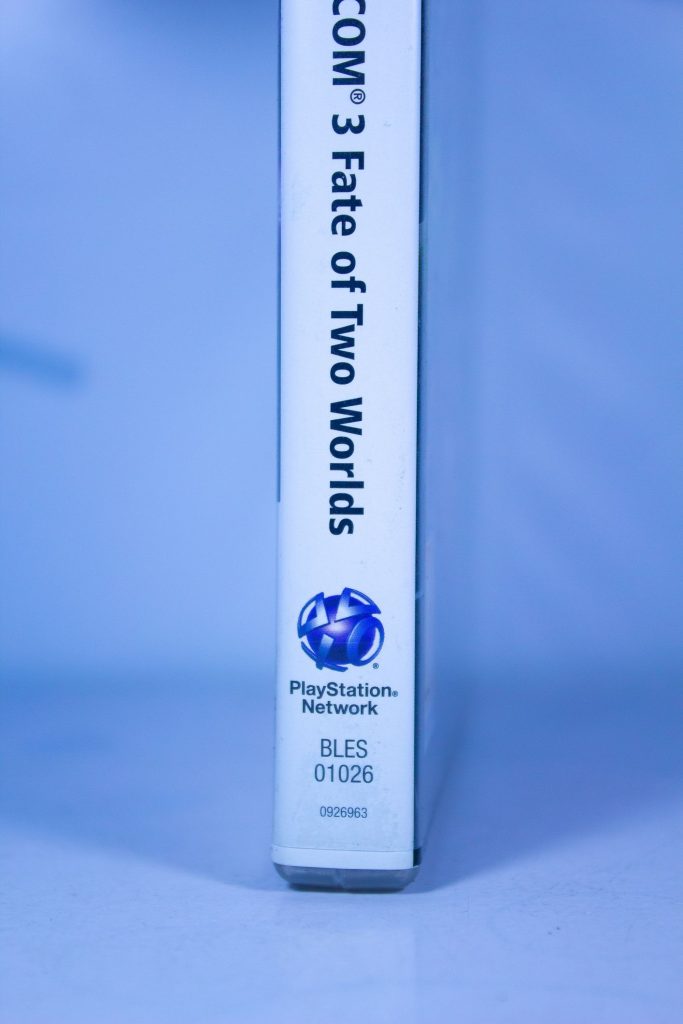 COM® 3 Fate of Two Worlds
PlayStation®
Network
BLES
01026
0926963